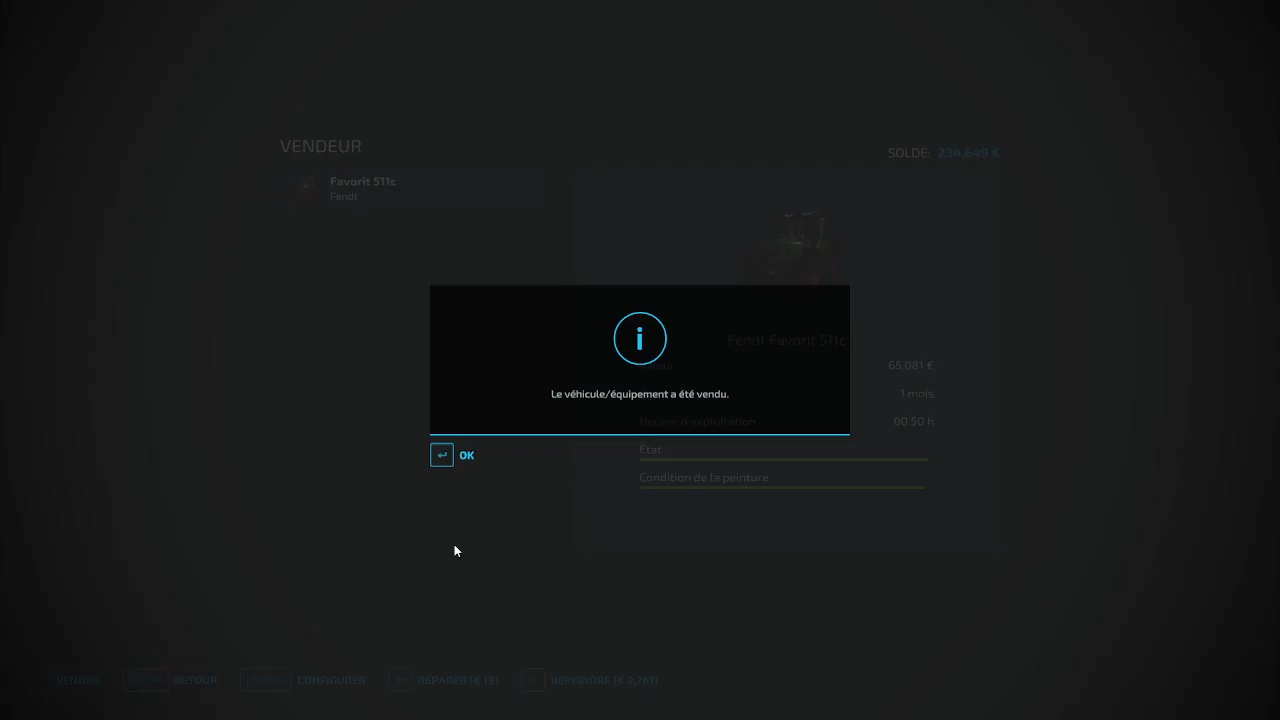 VENDEUR
SOLDE: 234,649 €
Favorit 511c
Fendt
Fendt Favorit 511c
65,081 €
Le véhicule/équipement a été vendu.
1 mois
Heures d'exploitation 00:50 h
OK
État
Condition de la peinture
VENDRE
RETOUR
CONFIGURER
RÉPARER (€ 13)
REPEINDRE (€ 2,761)